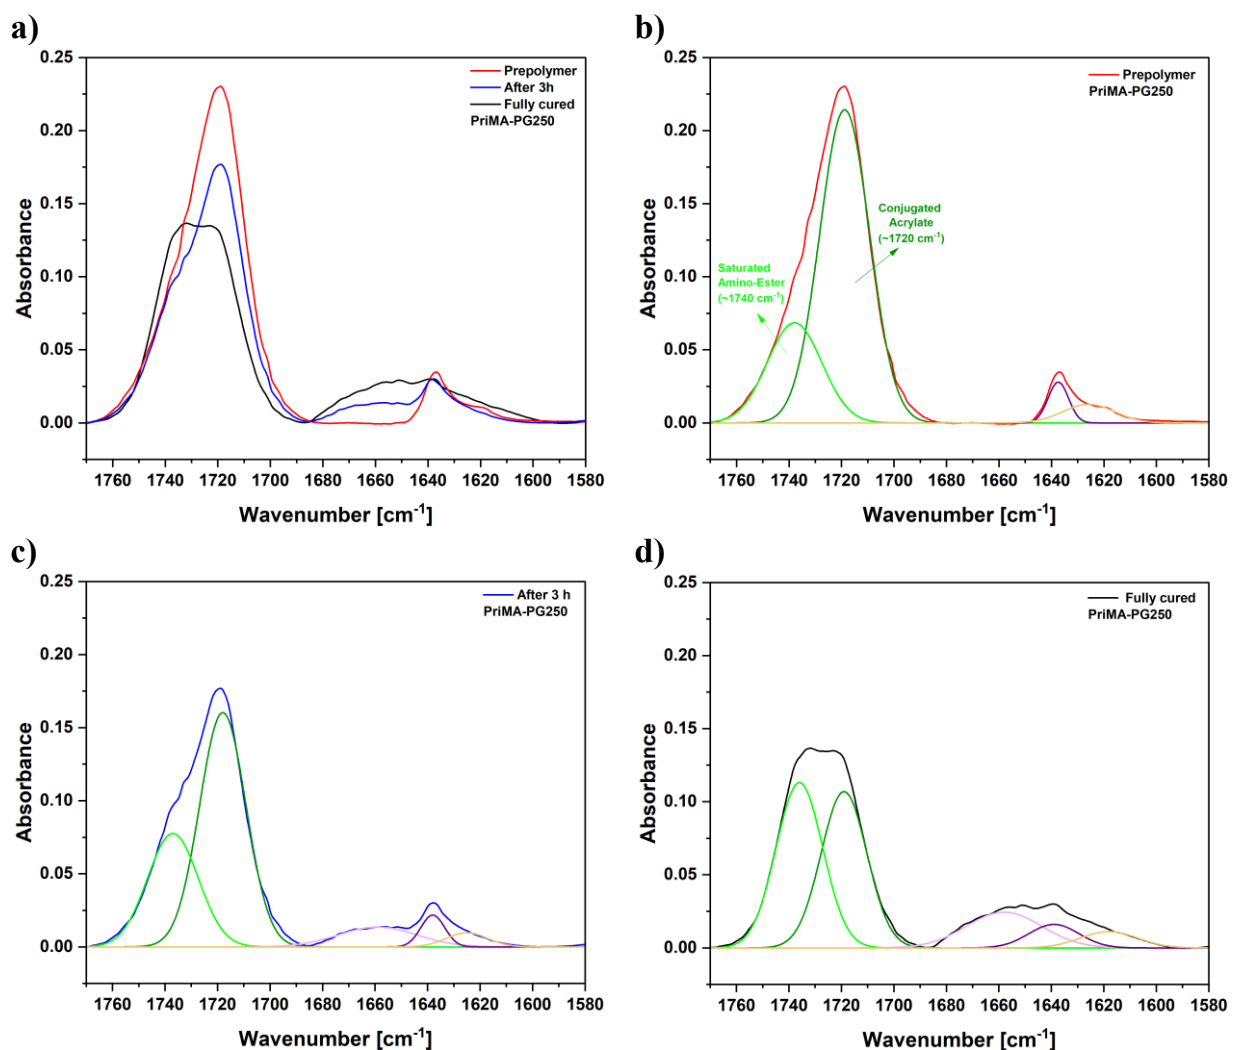 a)
0.25
0.20
0.15
0.10
0.05
0.00
Absorbance
Prepolymer
After 3h
Fully cured
PriMA-PG250
1760 1740 1720 1700 1680 1660 1640 1620 1600 1580
Wavenumber [cm⁻¹]
b)
0.25
0.20
0.15
0.10
0.05
0.00
Absorbance
Prepolymer
PriMA-PG250
Conjugated
Acrylate
(~1720 cm⁻¹)
Saturated
Amino-Ester
(~1740 cm⁻¹)
1760 1740 1720 1700 1680 1660 1640 1620 1600 1580
Wavenumber [cm⁻¹]
c)
0.25
0.20
0.15
0.10
0.05
0.00
Absorbance
After 3 h
PriMA-PG250
1760 1740 1720 1700 1680 1660 1640 1620 1600 1580
Wavenumber [cm⁻¹]
d)
0.25
0.20
0.15
0.10
0.05
0.00
Absorbance
Fully cured
PriMA-PG250
1760 1740 1720 1700 1680 1660 1640 1620 1600 1580
Wavenumber [cm⁻¹]